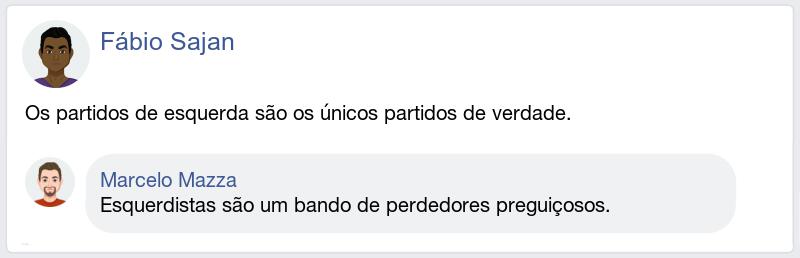 Fábio Sajan
Os partidos de esquerda são os únicos partidos de verdade.
Marcelo Mazza
Esquerdistas são um bando de perdedores preguiçosos.